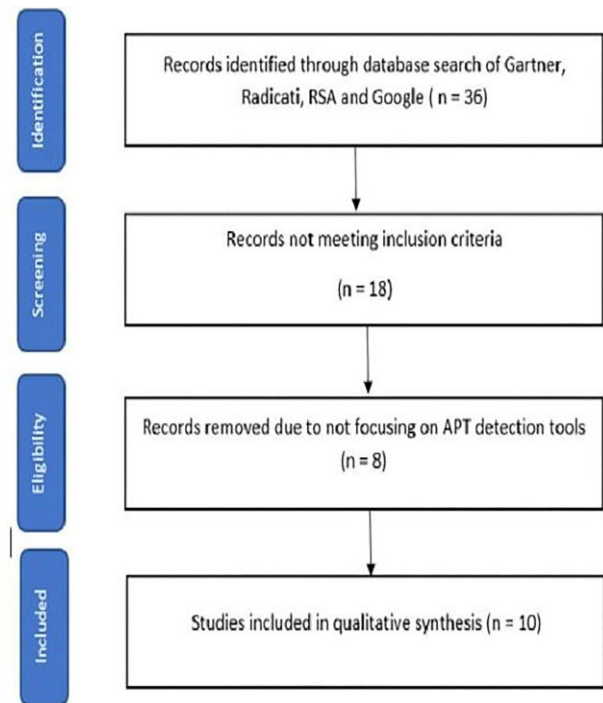 Identification
Records identified through database search of Gartner,
Radicati, RSA and Google ( n = 36)
Screening
Records not meeting inclusion criteria
(n = 18)
Eligibility
Records removed due to not focusing on APT detection tools
(n = 8)
Included
Studies included in qualitative synthesis (n = 10)